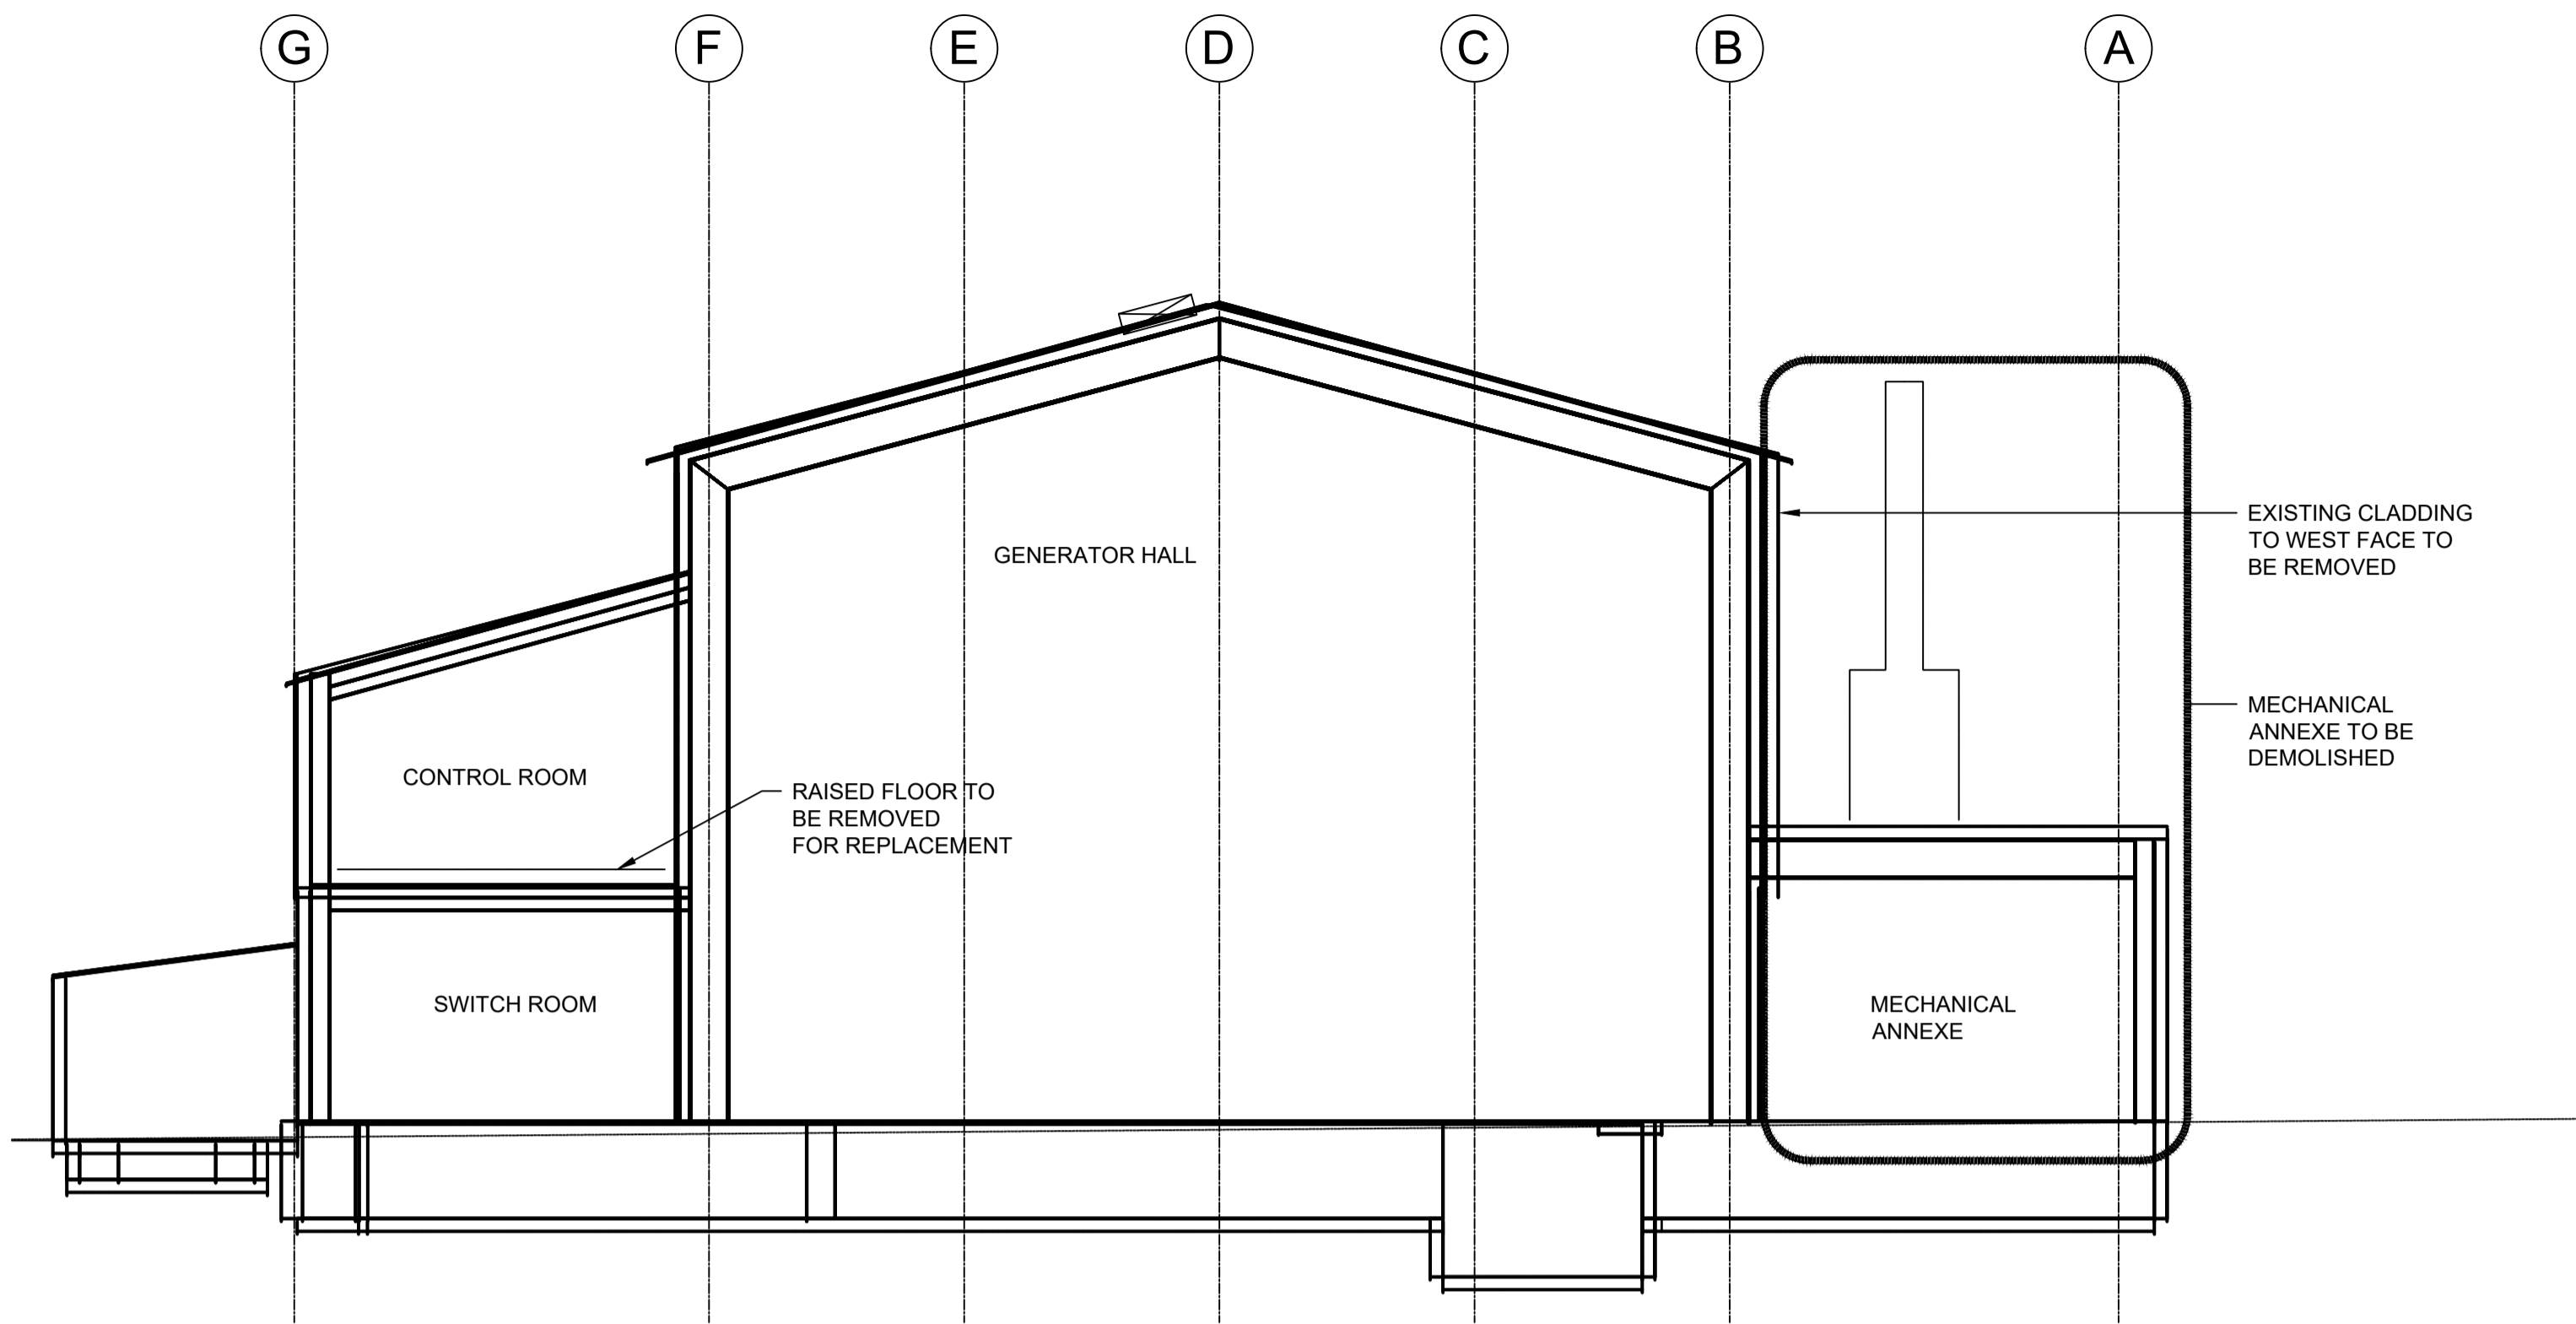 G F E D C B A
GENERATOR HALL
EXISTING CLADDING
TO WEST FACE TO
BE REMOVED
MECHANICAL
ANNEXE TO BE
DEMOLISHED
CONTROL ROOM
RAISED FLOOR TO
BE REMOVED
FOR REPLACEMENT
SWITCH ROOM
MECHANICAL
ANNEXE